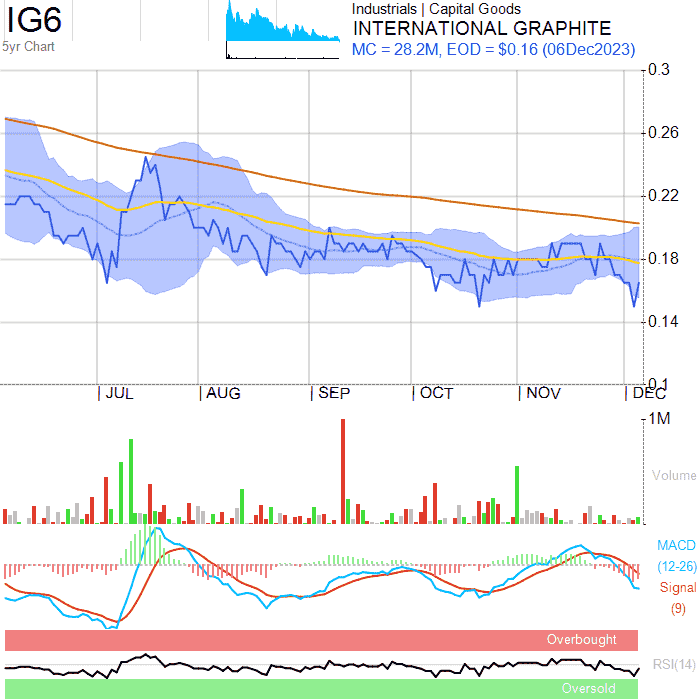 IG6
5yr Chart
Industrials | Capital Goods
INTERNATIONAL GRAPHITE
MC = 28.2M, EOD = $0.16 (06Dec2023)
0.3
0.26
0.22
0.18
0.14
0.1
JUL AUG SEP OCT NOV DEC
1M
Volume
MACD
(12-26)
Signal
(9)
Overbought
RSI(14)
Oversold